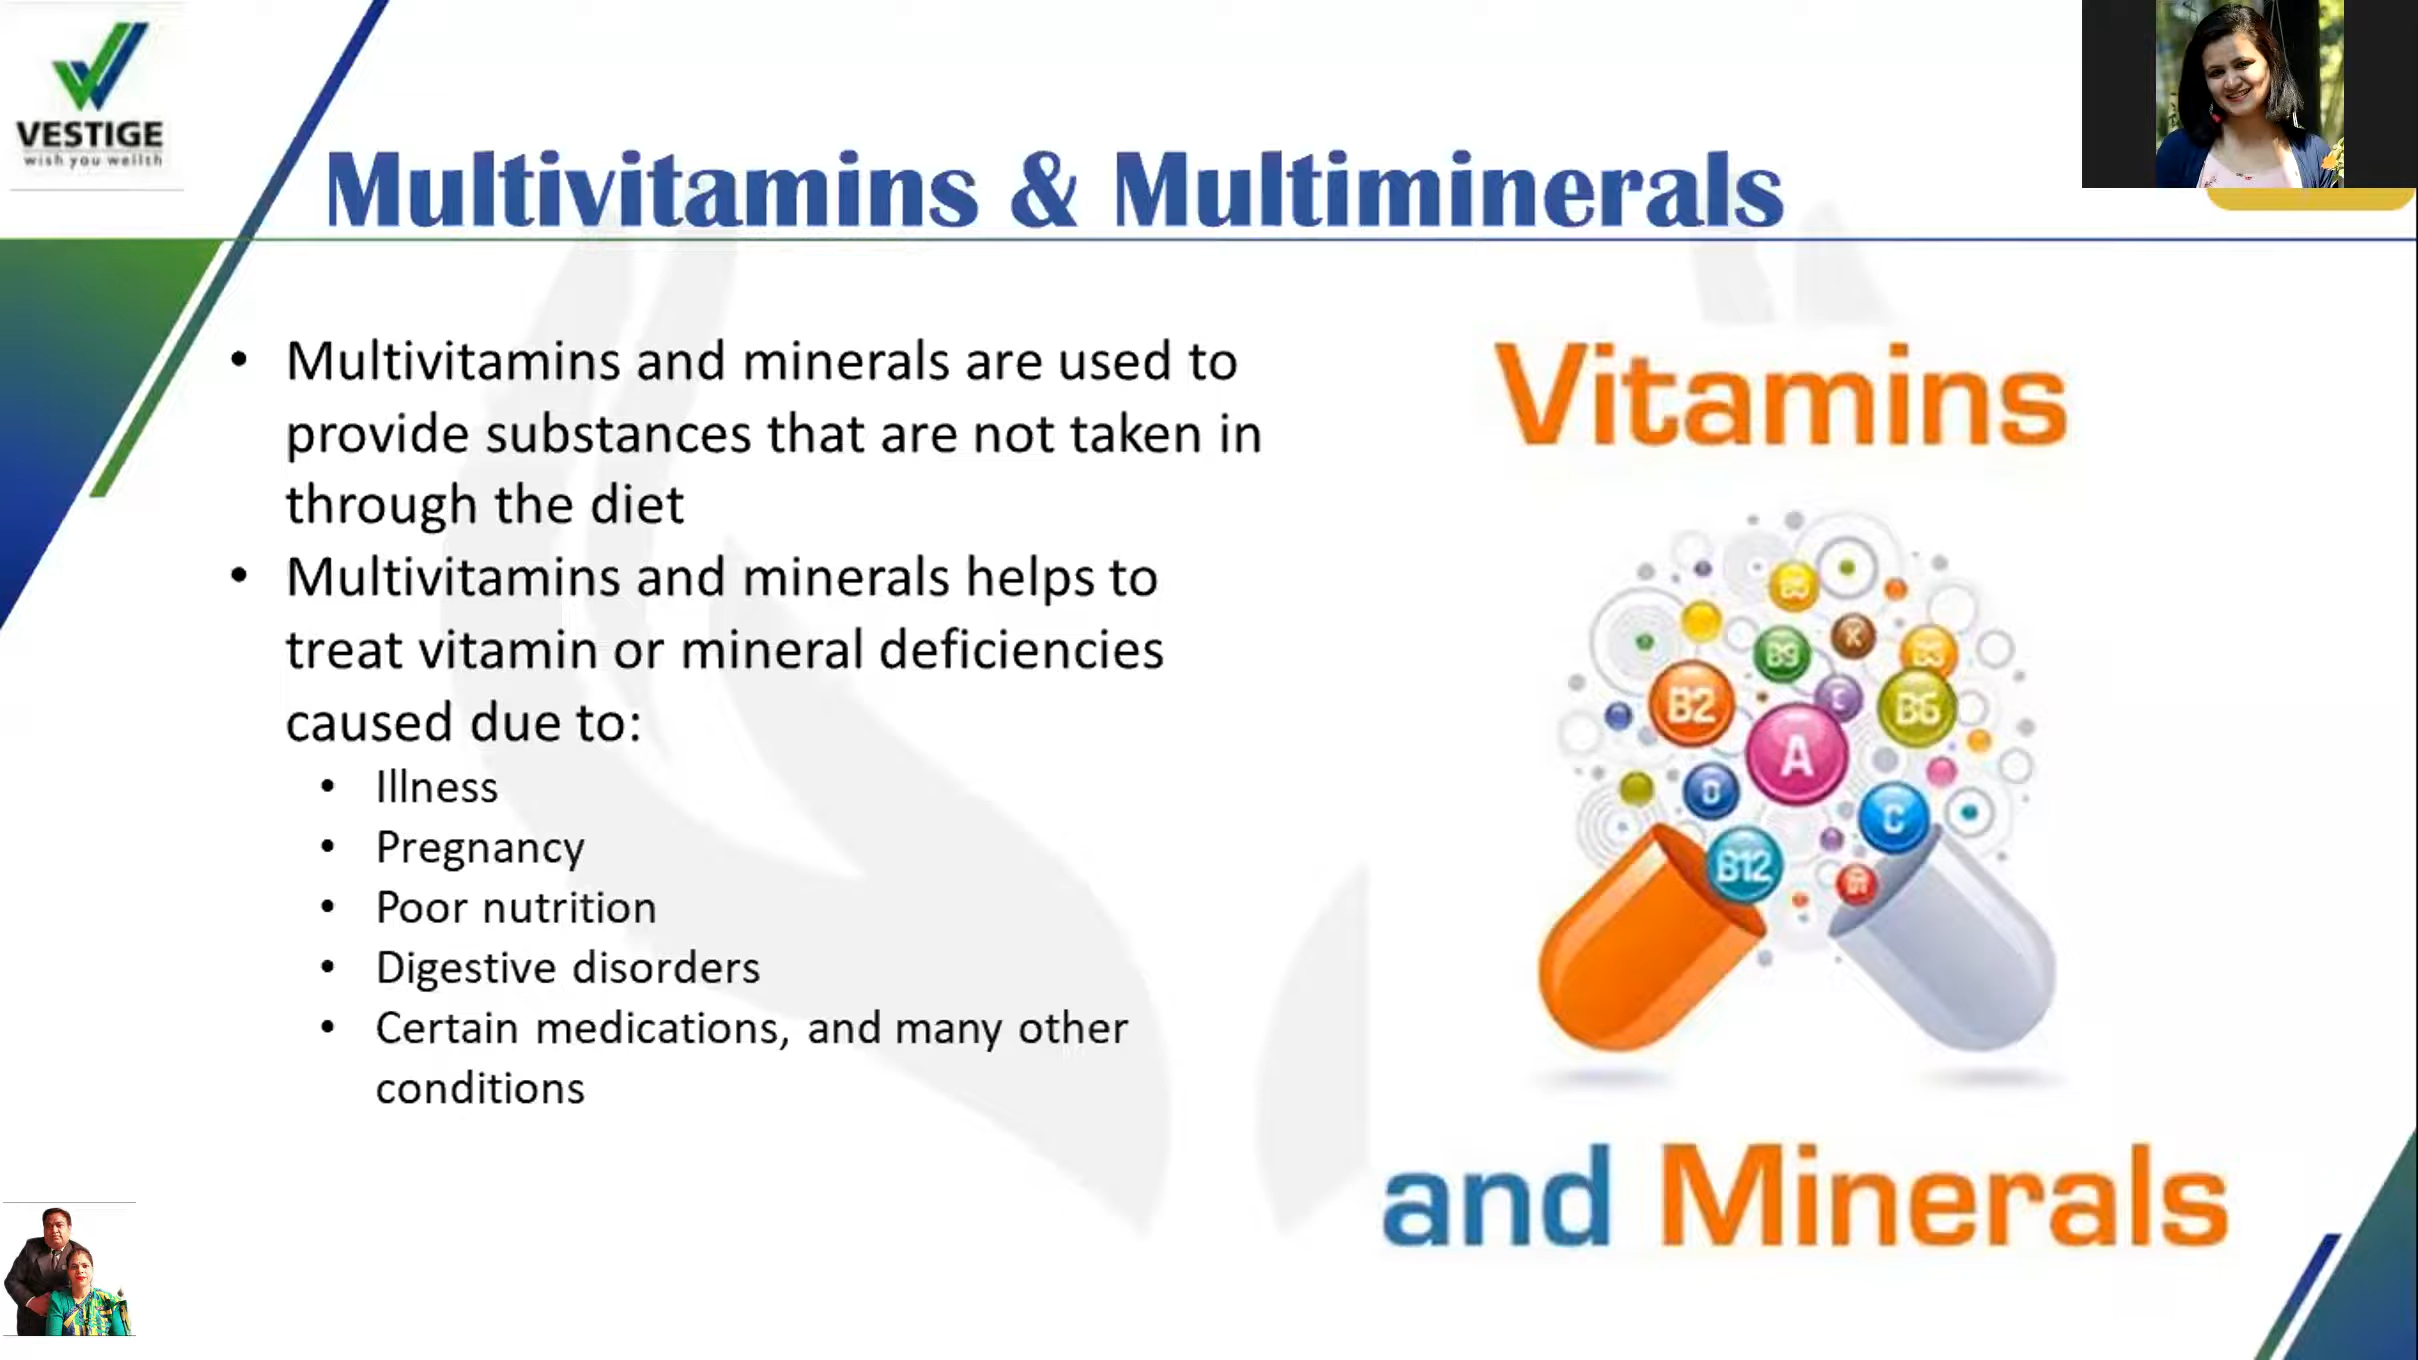 VESTIGE
wish you wellth
Multivitamins & Multiminerals
• Multivitamins and minerals are used to
provide substances that are not taken in
through the diet
• Multivitamins and minerals helps to
treat vitamin or mineral deficiencies
caused due to:
• Illness
• Pregnancy
• Poor nutrition
• Digestive disorders
• Certain medications, and many other
conditions
Vitamins
B9
K
B2
B6
A
D
C
B12
and Minerals